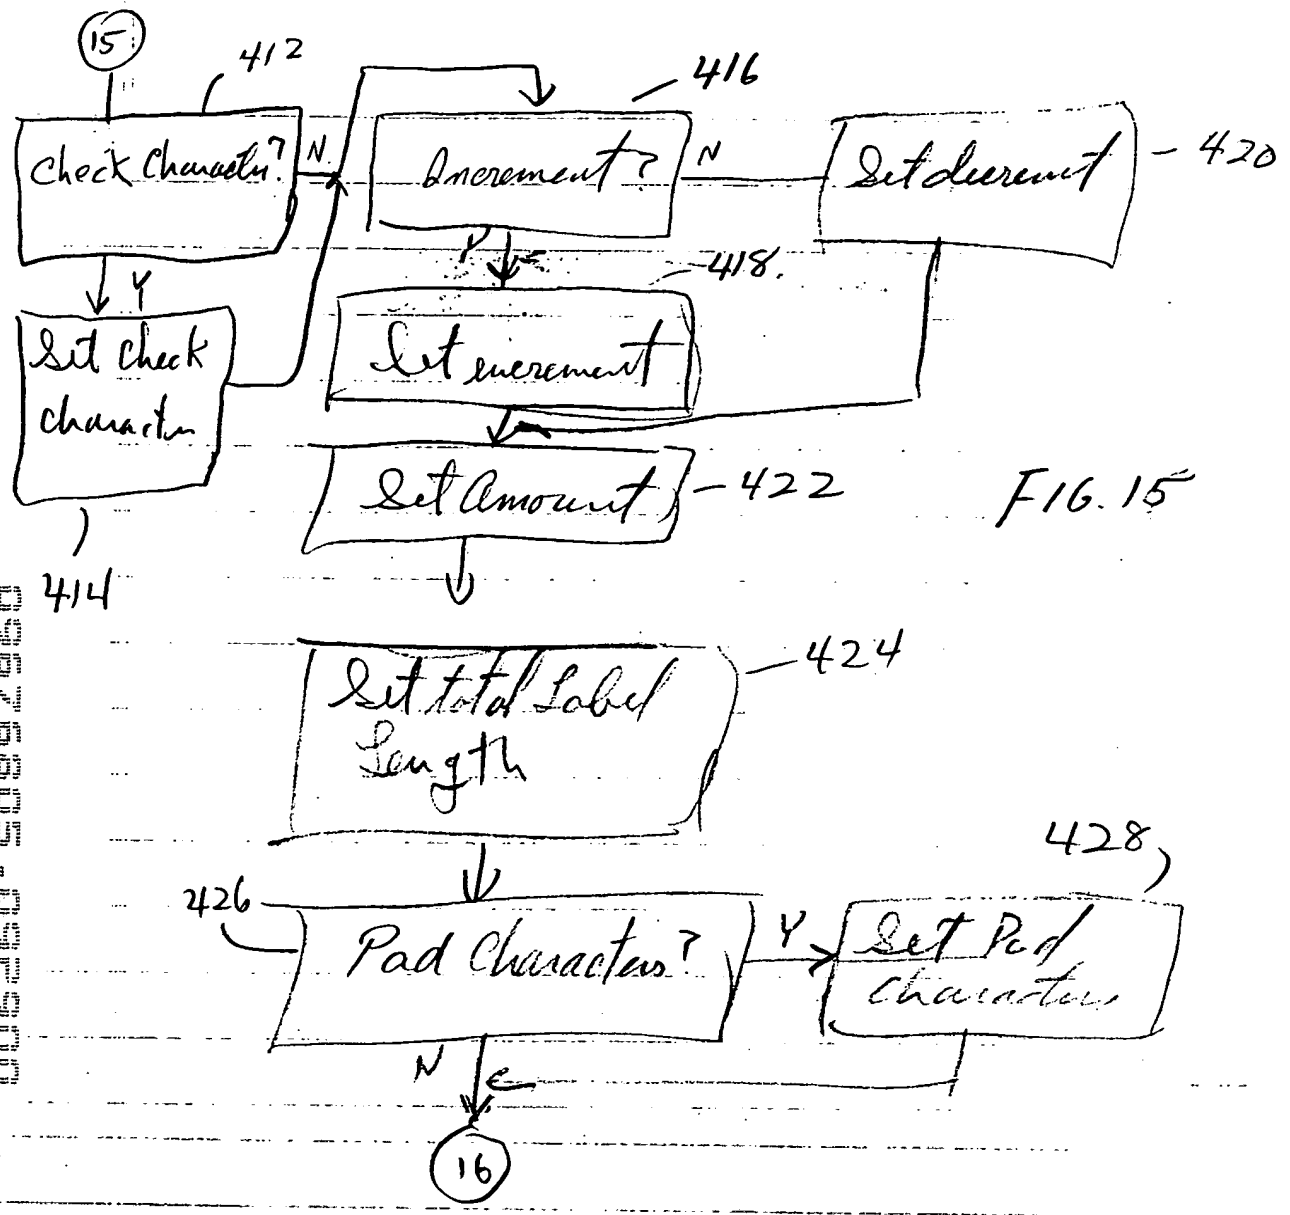 15
412
Check Character?
N
Y
Set Check
Character
414
416
Increment?
N
Y
Set decrement
420
418.
Set increment
Set Amount
422
FIG. 15
Set total Label
Length
424
426
Pad Characters?
Y
N
Set Pad
Characters
428
16